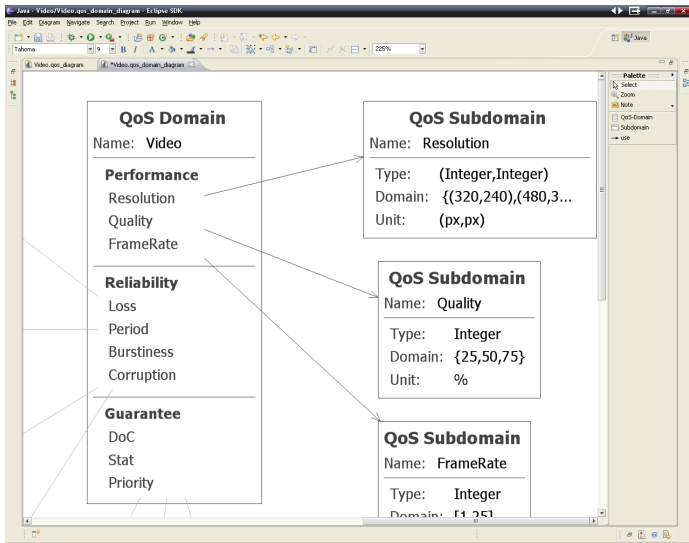 Java - Video/Video.qos_domain_diagram - Eclipse SDK
File Edit Diagram Navigate Search Project Run Window Help
Java
Tahoma 9 B I A 225%
Video.qos_diagram *Video.qos_domain_diagram
Palette
Select
Zoom
Note
QoS-Domain
Subdomain
use
QoS Domain
Name: Video
Performance
Resolution
Quality
FrameRate
Reliability
Loss
Period
Burstiness
Corruption
Guarantee
DoC
Stat
Priority
QoS Subdomain
Name: Resolution
Type: (Integer,Integer)
Domain: {(320,240),(480,3...
Unit: (px,px)
QoS Subdomain
Name: Quality
Type: Integer
Domain: {25,50,75}
Unit: %
QoS Subdomain
Name: FrameRate
Type: Integer
Domain: [1,25]